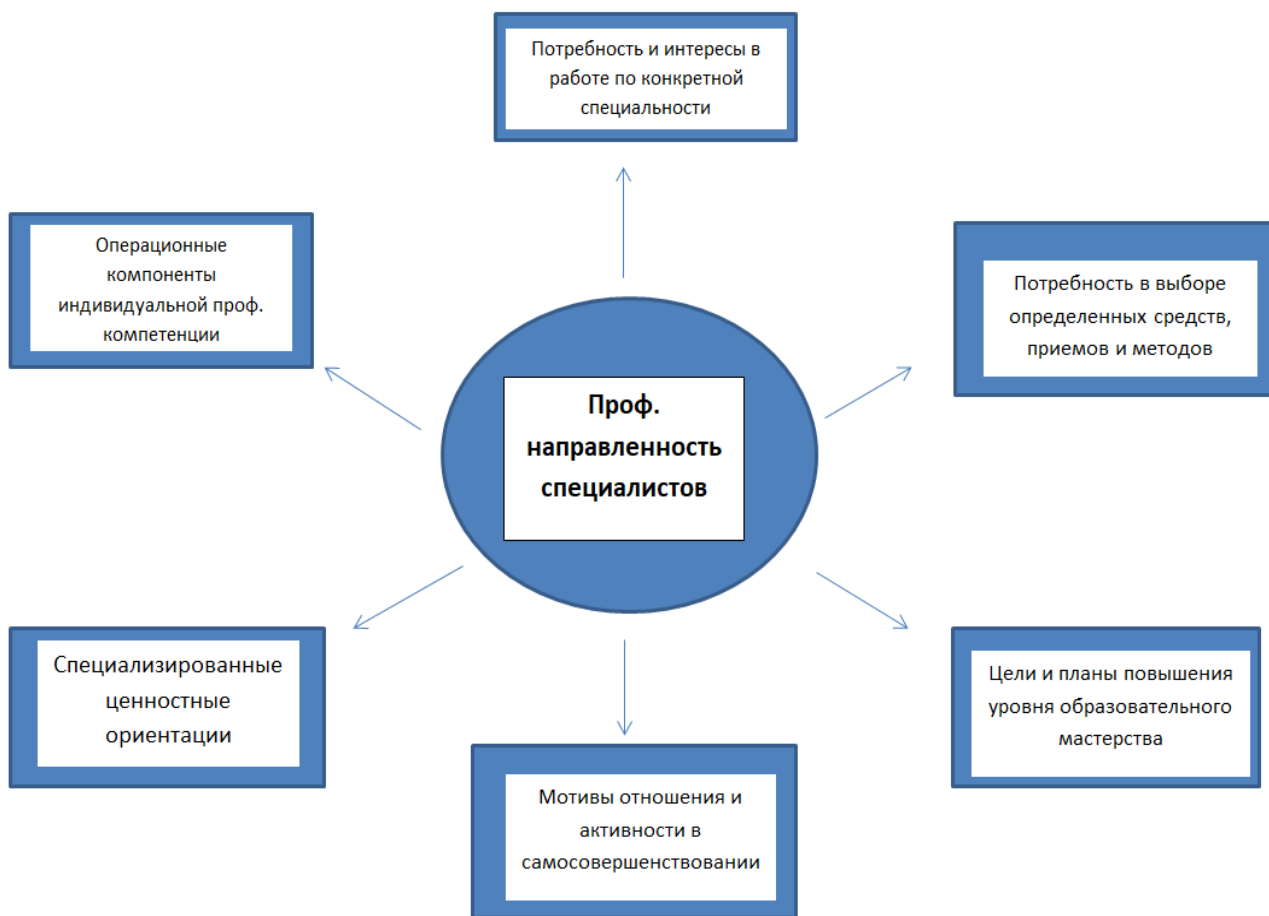 Потребность и интересы в
работе по конкретной
специальности
Операционные
компоненты
индивидуальной проф.
компетенции
Потребность в выборе
определенных средств,
приемов и методов
Проф.
направленность
специалистов
Специализированные
ценностные
ориентации
Цели и планы повышения
уровня образовательного
мастерства
Мотивы отношения и
активности в
самосовершенствовании